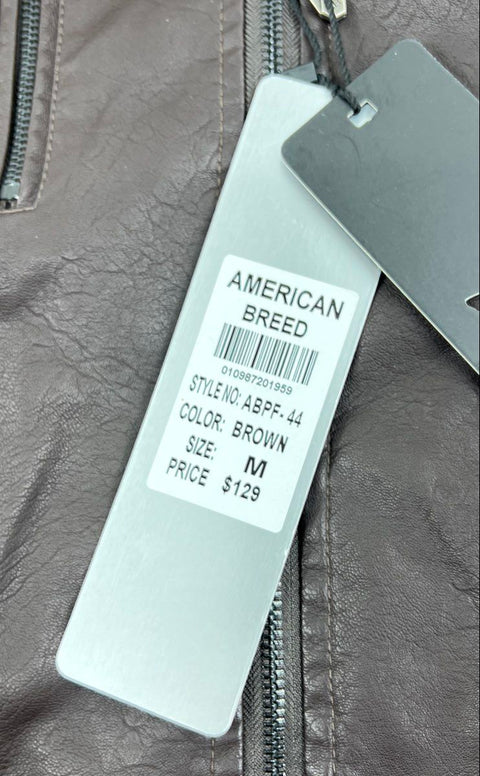 AMERICAN
BREED
010987201959
STYLE NO: ABPF-44
COLOR: BROWN
SIZE: M
PRICE $129